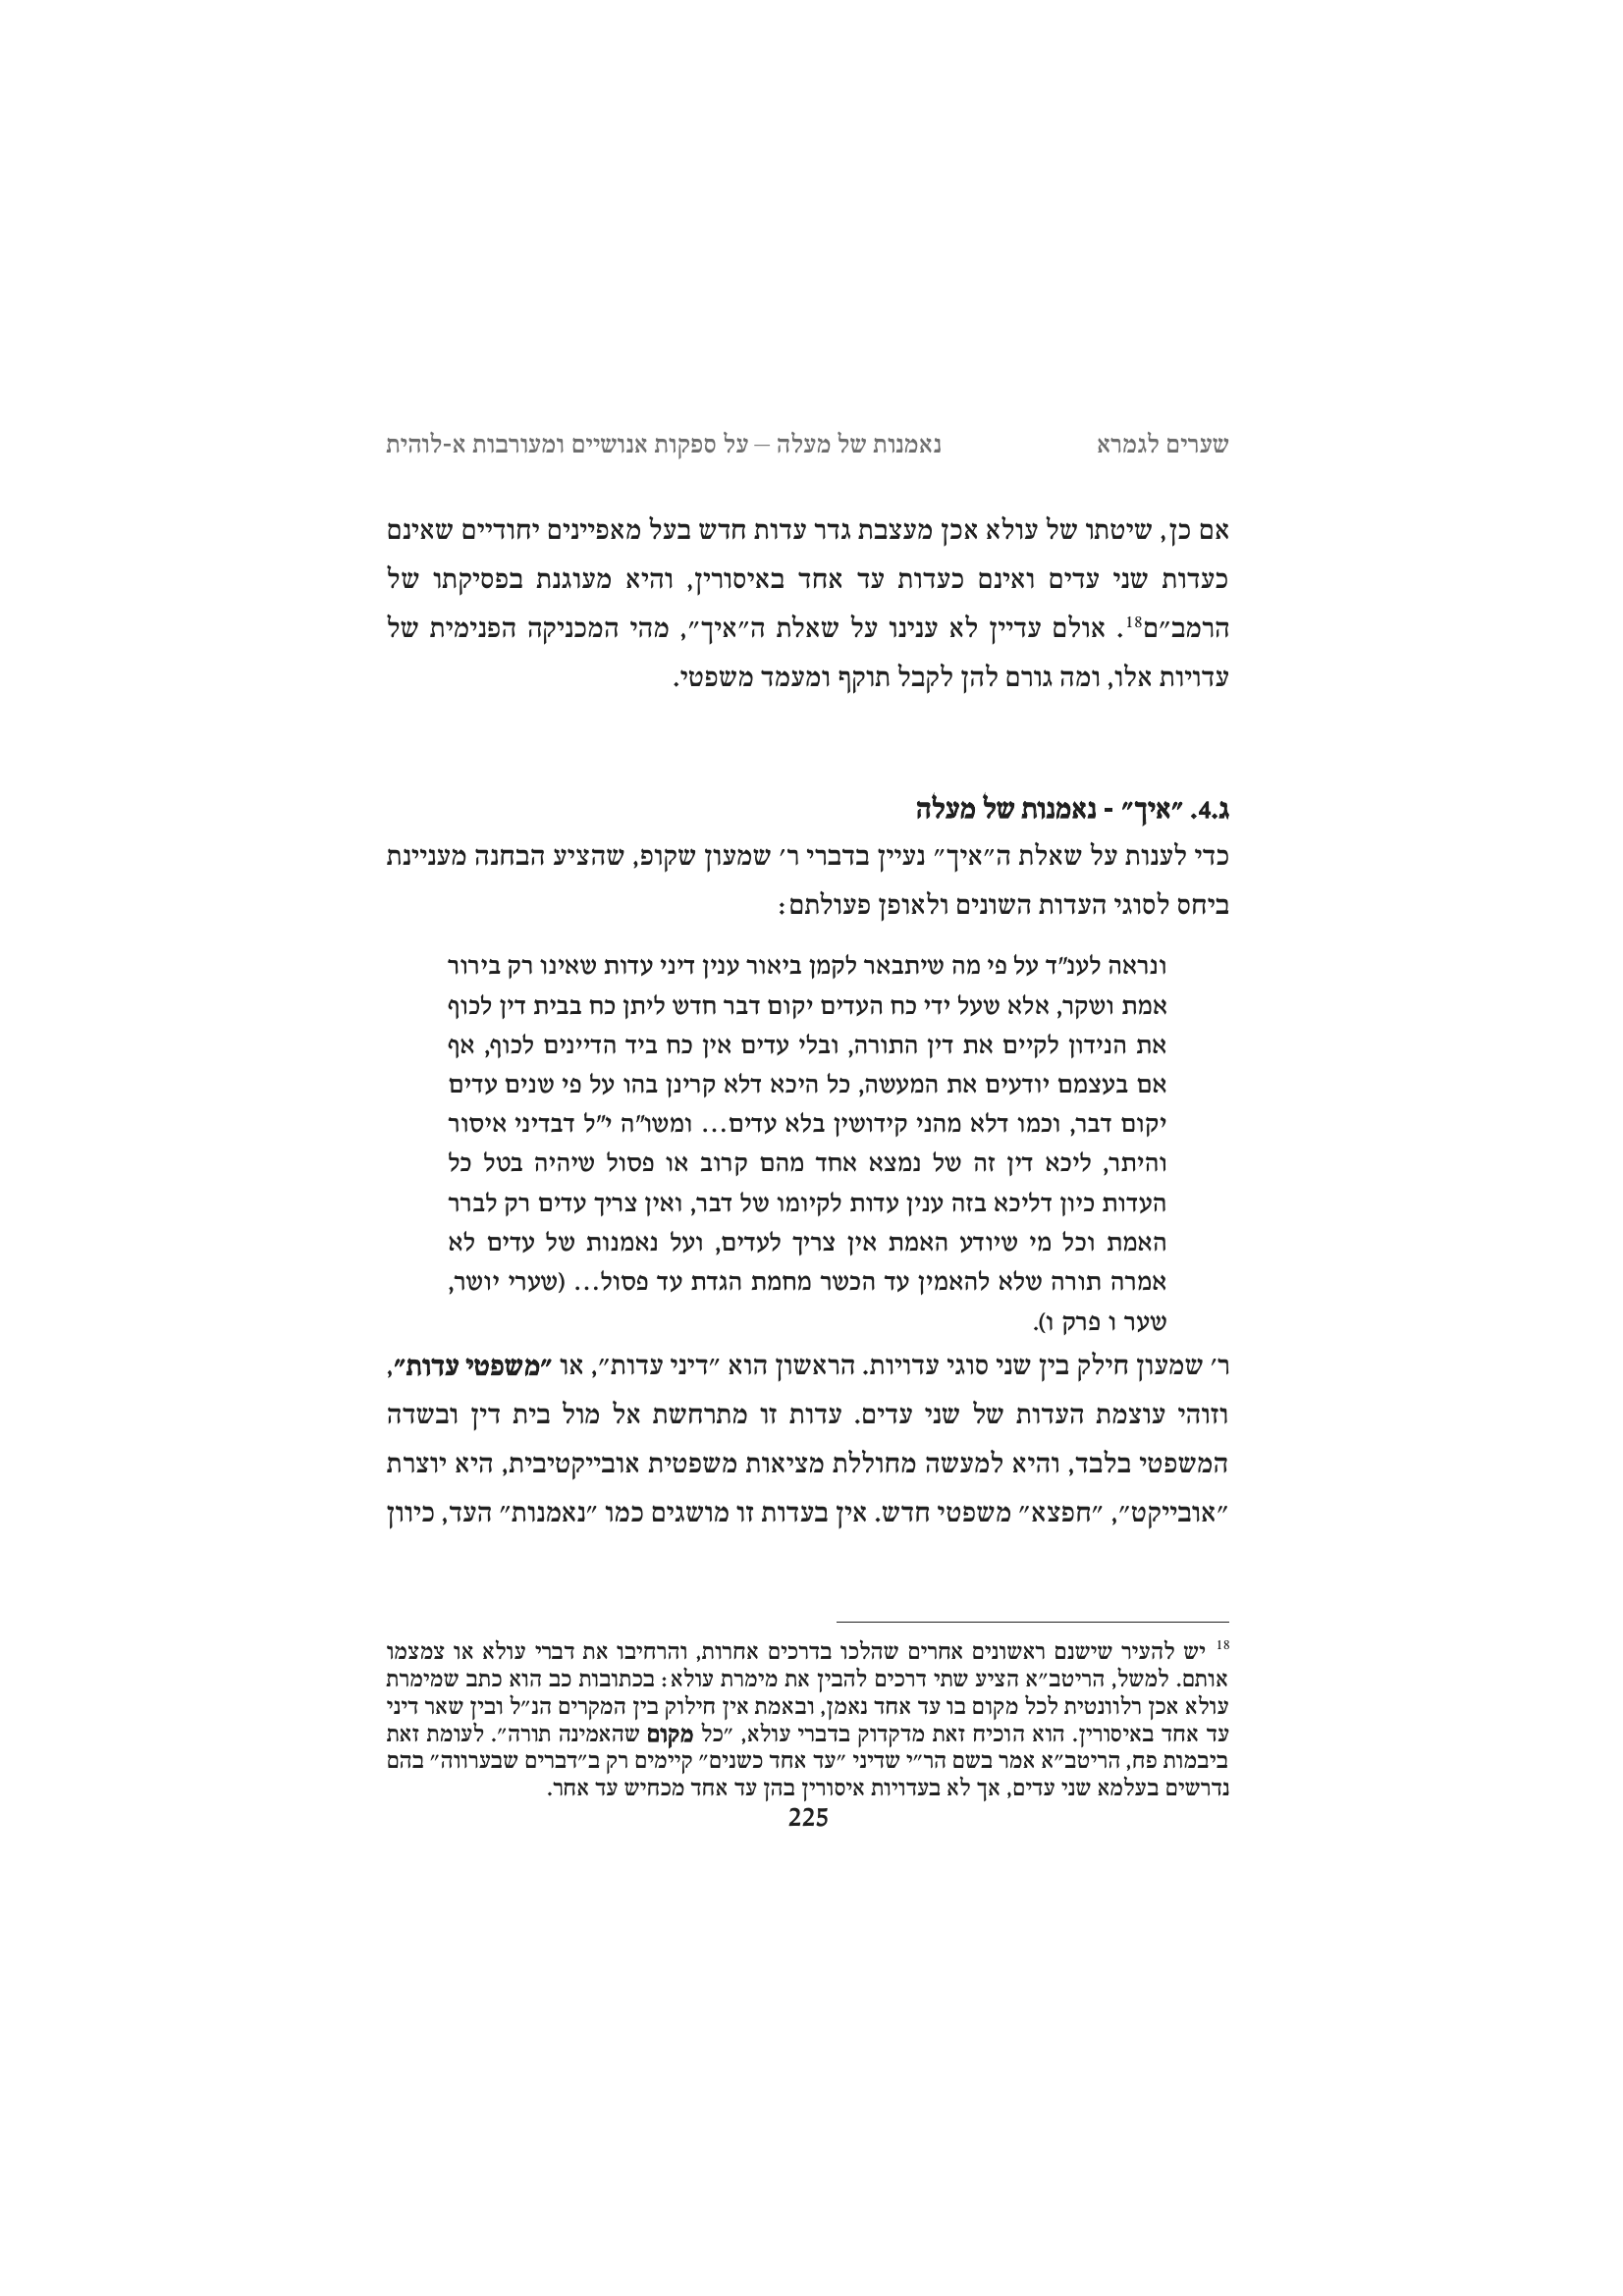 שערים לגמרא נאמנות של מעלה – על ספקות אנושיים ומעורבות א-לוהית
אם כן, שיטתו של עולא אכן מעצבת גדר עדות חדש בעל מאפיינים יחודיים שאינם
כעדות שני עדים ואינם כעדות עד אחד באיסורין, והיא מעוגנת בפסיקתו של
הרמב״ם18. אולם עדיין לא ענינו על שאלת ה״איך״, מהי המכניקה הפנימית של
עדויות אלו, ומה גורם להן לקבל תוקף ומעמד משפטי.
ג.4. ״איך״ - נאמנות של מעלה
כדי לענות על שאלת ה״איך״ נעיין בדברי ר׳ שמעון שקופ, שהציע הבחנה מעניינת
ביחס לסוגי העדות השונים ולאופן פעולתם:
ונראה לענ"ד על פי מה שיתבאר לקמן ביאור ענין דיני עדות שאינו רק בירור
אמת ושקר, אלא שעל ידי כח העדים יקום דבר חדש ליתן כח בבית דין לכוף
את הנידון לקיים את דין התורה, ובלי עדים אין כח ביד הדיינים לכוף, אף
אם בעצמם יודעים את המעשה, כל היכא דלא קרינן בהו על פי שנים עדים
יקום דבר, וכמו דלא מהני קידושין בלא עדים... ומשו"ה י"ל דבדיני איסור
והיתר, ליכא דין זה של נמצא אחד מהם קרוב או פסול שיהיה בטל כל
העדות כיון דליכא בזה ענין עדות לקיומו של דבר, ואין צריך עדים רק לברר
האמת וכל מי שיודע האמת אין צריך לעדים, ועל נאמנות של עדים לא
אמרה תורה שלא להאמין עד הכשר מחמת הגדת עד פסול... (שערי יושר,
שער ו פרק ו).
ר׳ שמעון חילק בין שני סוגי עדויות. הראשון הוא ״דיני עדות״, או ״משפטי עדות״,
וזוהי עוצמת העדות של שני עדים. עדות זו מתרחשת אל מול בית דין ובשדה
המשפטי בלבד, והיא למעשה מחוללת מציאות משפטית אובייקטיבית, היא יוצרת
״אובייקט״, ״חפצא״ משפטי חדש. אין בעדות זו מושגים כמו ״נאמנות״ העד, כיוון
18 יש להעיר שישנם ראשונים אחרים שהלכו בדרכים אחרות, והרחיבו את דברי עולא או צמצמו
אותם. למשל, הריטב״א הציע שתי דרכים להבין את מימרת עולא: בכתובות כב הוא כתב שמימרת
עולא אכן רלוונטית לכל מקום בו עד אחד נאמן, ובאמת אין חילוק בין המקרים הנ״ל ובין שאר דיני
עד אחד באיסורין. הוא הוכיח זאת מדקדוק בדברי עולא, ״כל מקום שהאמינה תורה״. לעומת זאת
ביבמות פח, הריטב״א אמר בשם הר״י שדיני ״עד אחד כשנים״ קיימים רק ב״דברים שבערווה״ בהם
נדרשים בעלמא שני עדים, אך לא בעדויות איסורין בהן עד אחד מכחיש עד אחר.
225